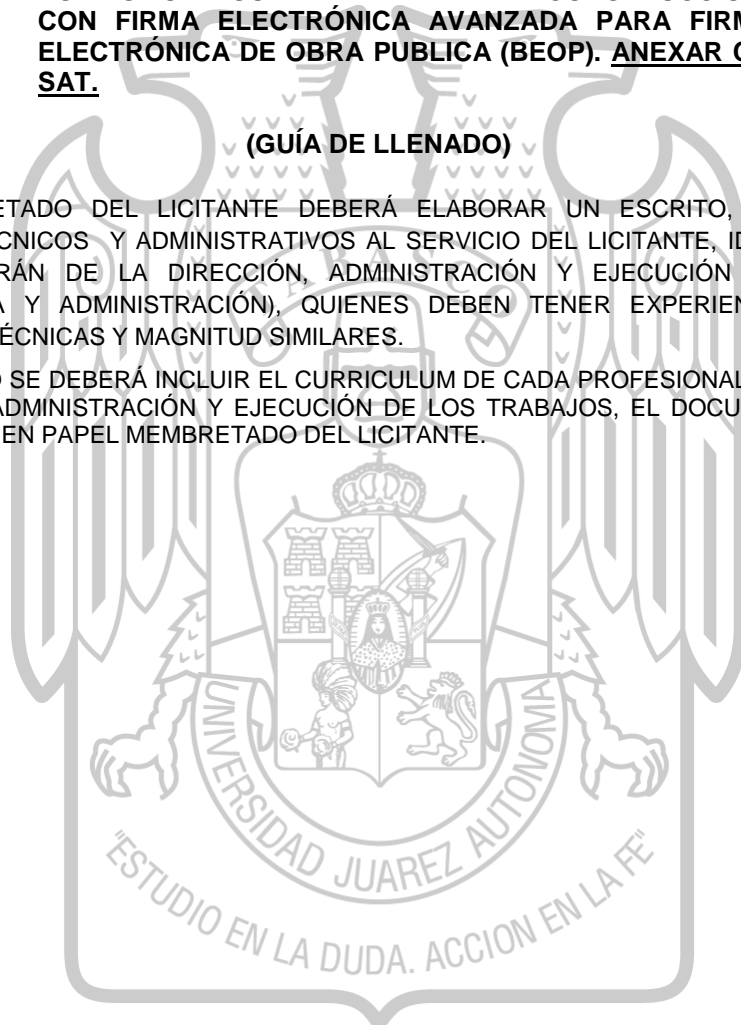 CON FIRMA ELECTRÓNICA AVANZADA PARA FIRM
ELECTRÓNICA DE OBRA PUBLICA (BEOP). ANEXAR
SAT.
(GUÍA DE LLENADO)
ETADO DEL LICITANTE DEBERÁ ELABORAR UN ESCRITO,
CNICOS Y ADMINISTRATIVOS AL SERVICIO DEL LICITANTE, ID
RÁN DE LA DIRECCIÓN, ADMINISTRACIÓN Y EJECUCIÓN
A Y ADMINISTRACIÓN), QUIENES DEBEN TENER EXPERIEN
ÉCNICAS Y MAGNITUD SIMILARES.
O SE DEBERÁ INCLUIR EL CURRICULUM DE CADA PROFESIONAL
ADMINISTRACIÓN Y EJECUCIÓN DE LOS TRABAJOS, EL DOCU
EN PAPEL MEMBRETADO DEL LICITANTE.
TABASCO
UNIVERSIDAD JUAREZ AUTONOMA
"ESTUDIO EN LA DUDA. ACCION EN LA FE"